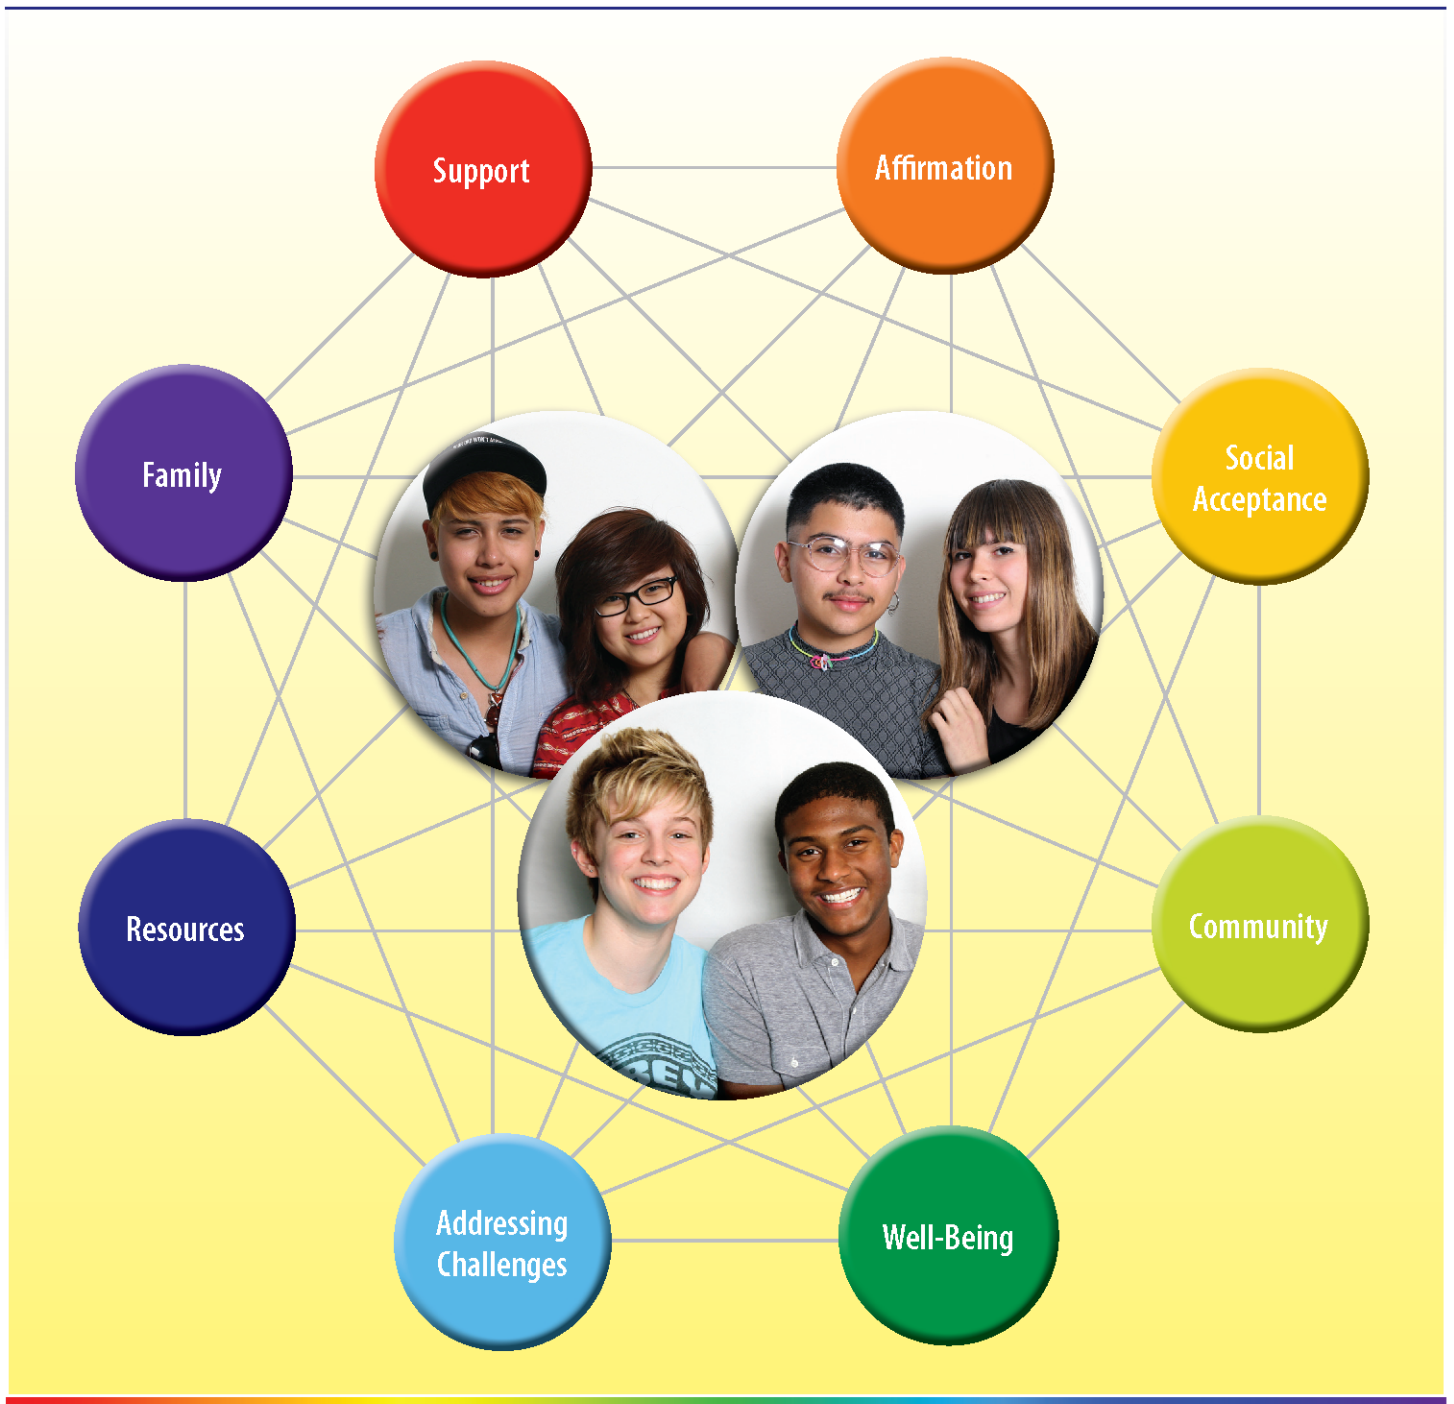 Support
Affirmation
Family
Social
Acceptance
Resources
Community
Addressing
Challenges
Well-Being